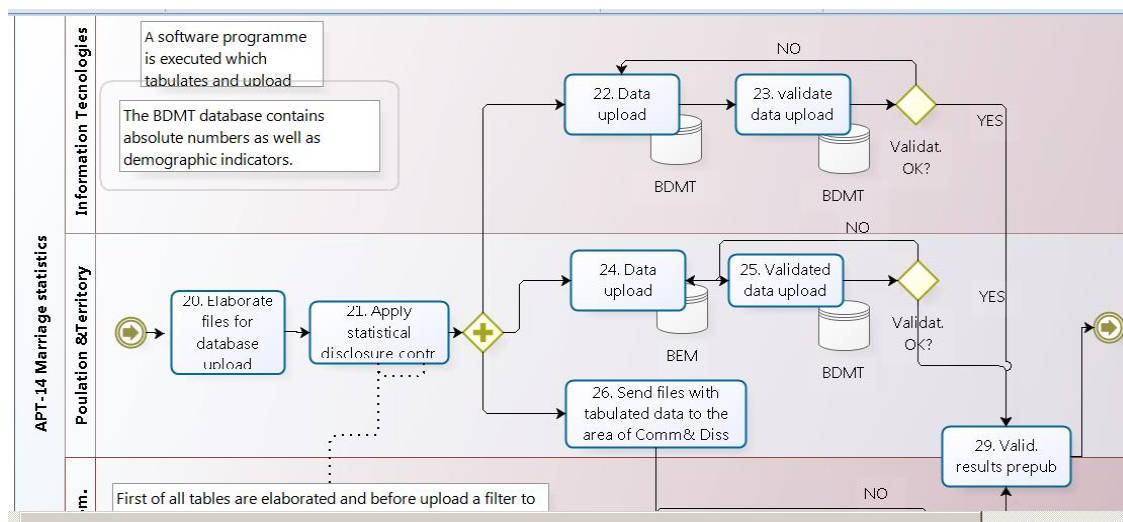 APT-14 Marriage statistics
Information Tecnologies
A software programme
is executed which
tabulates and upload
The BDMT database contains
absolute numbers as well as
demographic indicators.
NO
22. Data
upload
BDMT
23. validate
data upload
BDMT
Validat.
OK?
YES
Poulation &Territory
20. Elaborate
files for
database
upload
21. Apply
statistical
disclosure contr
24. Data
upload
BEM
NO
25. Validated
data upload
BDMT
Validat.
OK?
YES
26. Send files with
tabulated data to the
area of Comm& Diss
29. Valid.
results prepub
om.
First of all tables are elaborated and before upload a filter to
NO